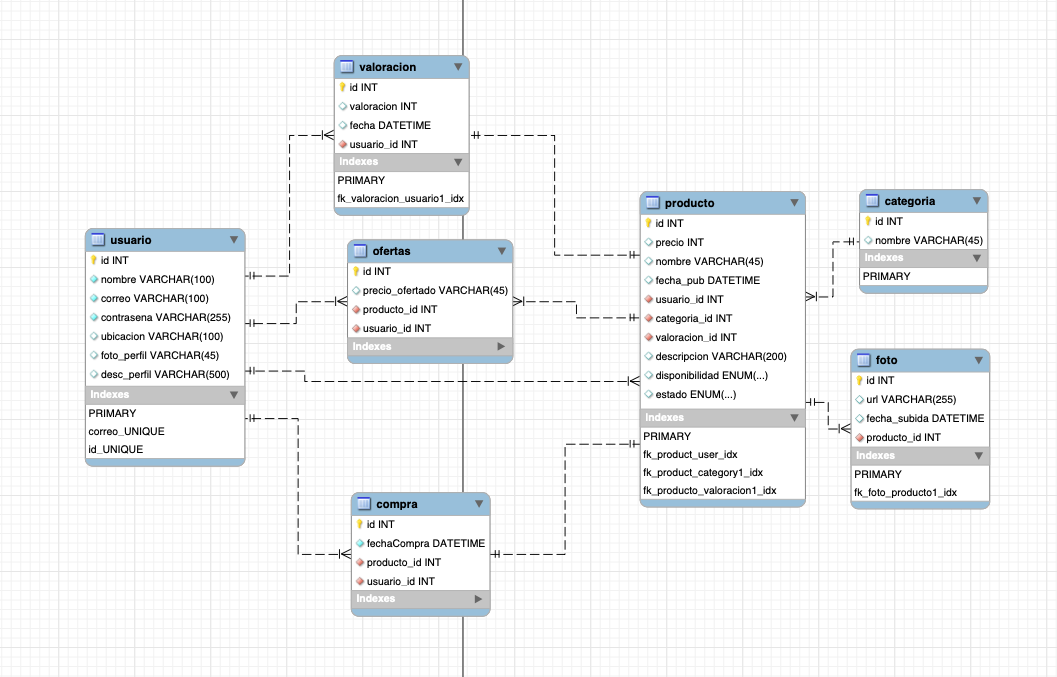 valoracion
id INT
valoracion INT
fecha DATETIME
usuario_id INT
Indexes
PRIMARY
fk_valoracion_usuario1_idx
usuario
id INT
nombre VARCHAR(100)
correo VARCHAR(100)
contrasena VARCHAR(255)
ubicacion VARCHAR(100)
foto_perfil VARCHAR(45)
desc_perfil VARCHAR(500)
Indexes
PRIMARY
correo_UNIQUE
id_UNIQUE
ofertas
id INT
precio_ofertado VARCHAR(45)
producto_id INT
usuario_id INT
Indexes
compra
id INT
fechaCompra DATETIME
producto_id INT
usuario_id INT
Indexes
producto
id INT
precio INT
nombre VARCHAR(45)
fecha_pub DATETIME
usuario_id INT
categoria_id INT
valoracion_id INT
descripcion VARCHAR(200)
disponibilidad ENUM(...)
estado ENUM(...)
Indexes
PRIMARY
fk_product_user_idx
fk_product_category1_idx
fk_producto_valoracion1_idx
categoria
id INT
nombre VARCHAR(45)
Indexes
PRIMARY
foto
id INT
url VARCHAR(255)
fecha_subida DATETIME
producto_id INT
Indexes
PRIMARY
fk_foto_producto1_idx